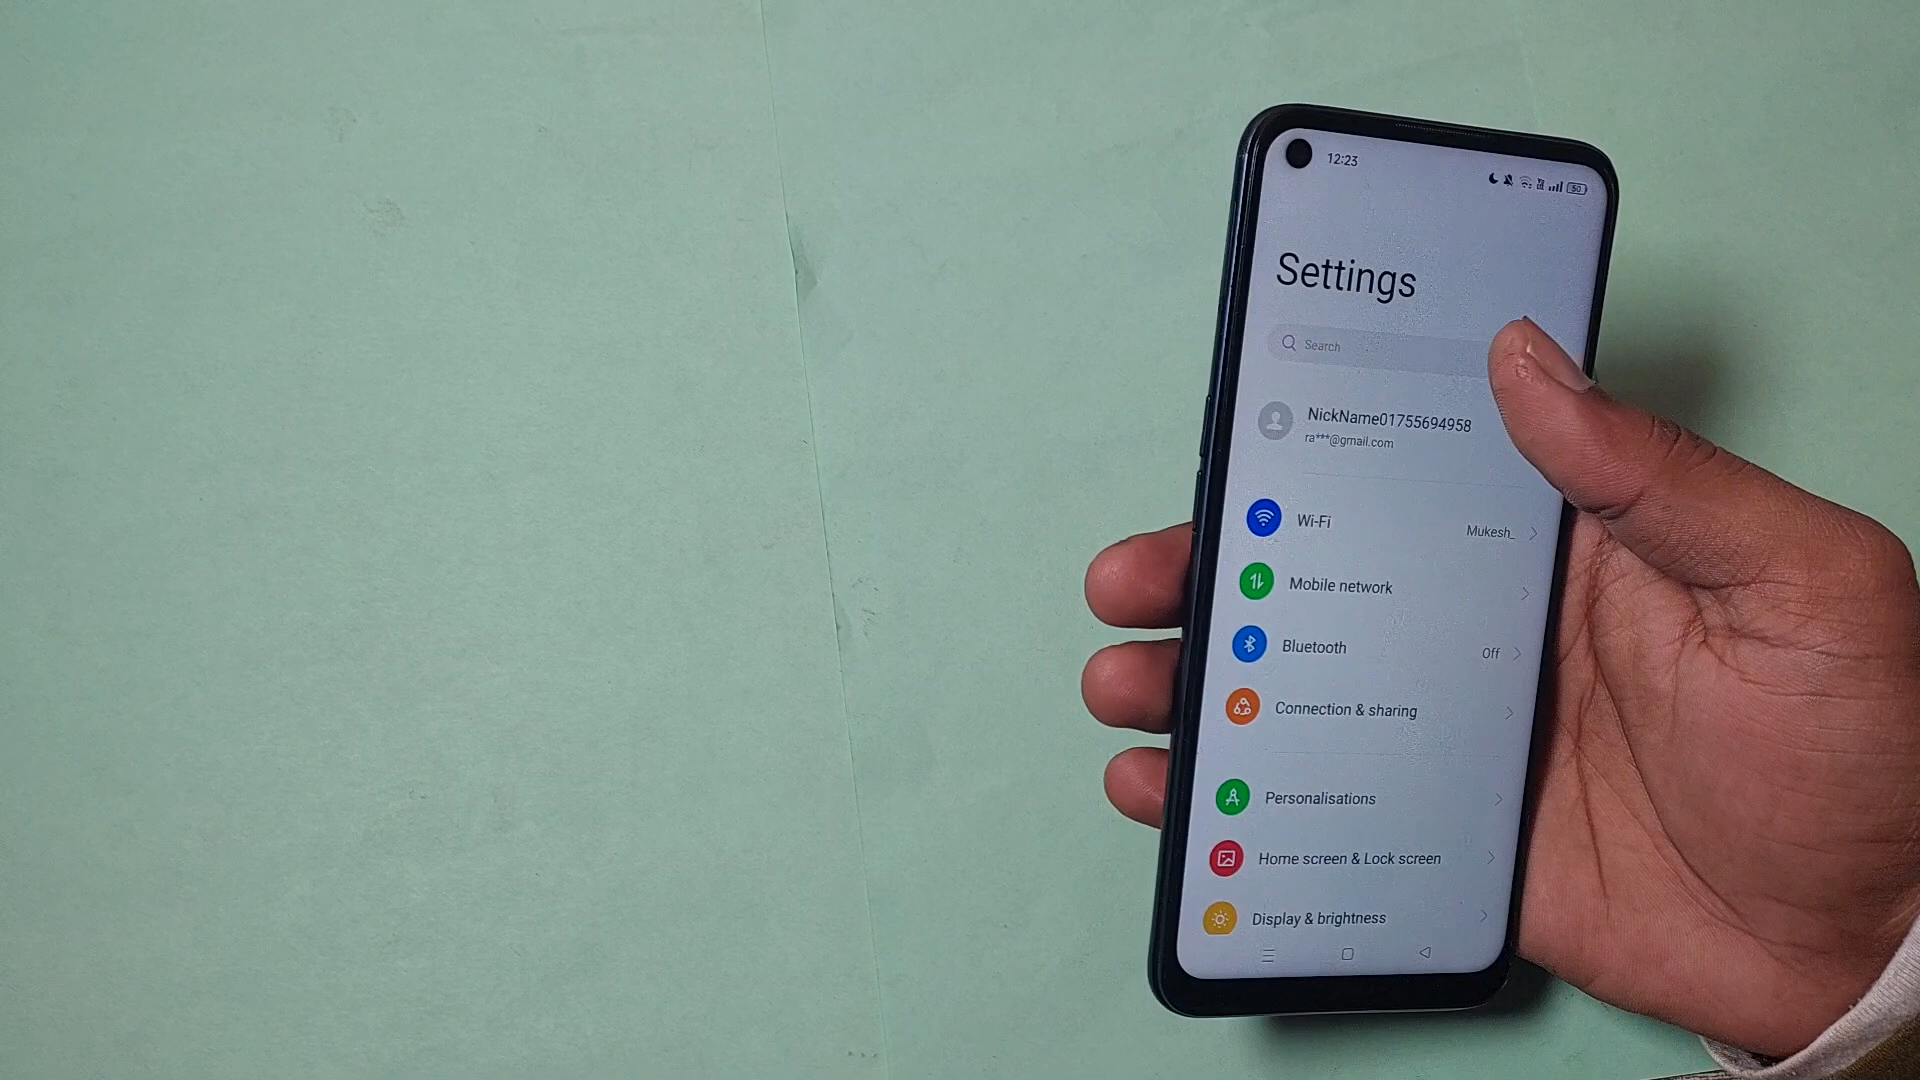 12:23
50
Settings
Search
NickName01755694958
ra***@gmail.com
Wi-Fi
Mukesh_
Mobile network
Bluetooth
Off
Connection & sharing
Personalisations
Home screen & Lock screen
Display & brightness